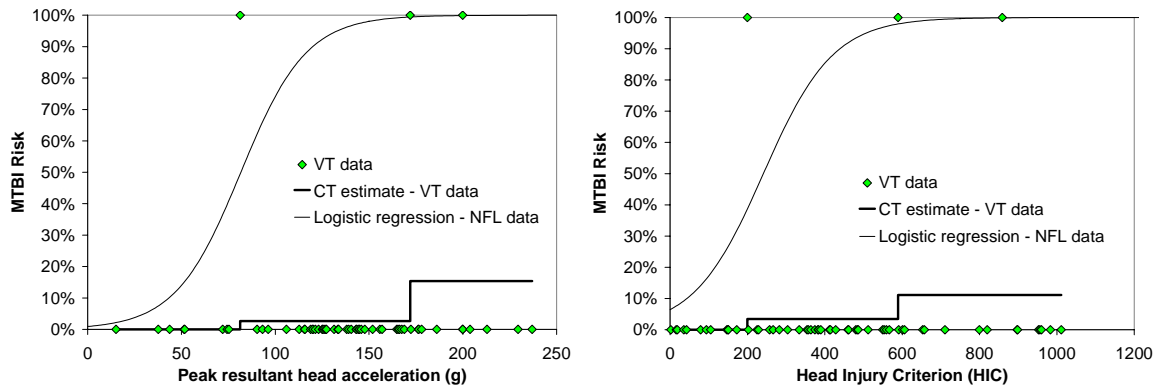 100%
90%
80%
70%
60%
50%
40%
30%
20%
10%
0%
MTBI Risk
VT data
CT estimate - VT data
Logistic regression - NFL data
0 50 100 150 200 250
Peak resultant head acceleration (g)
100%
90%
80%
70%
60%
50%
40%
30%
20%
10%
0%
MTBI Risk
VT data
CT estimate - VT data
Logistic regression - NFL data
0 200 400 600 800 1000 1200
Head Injury Criterion (HIC)